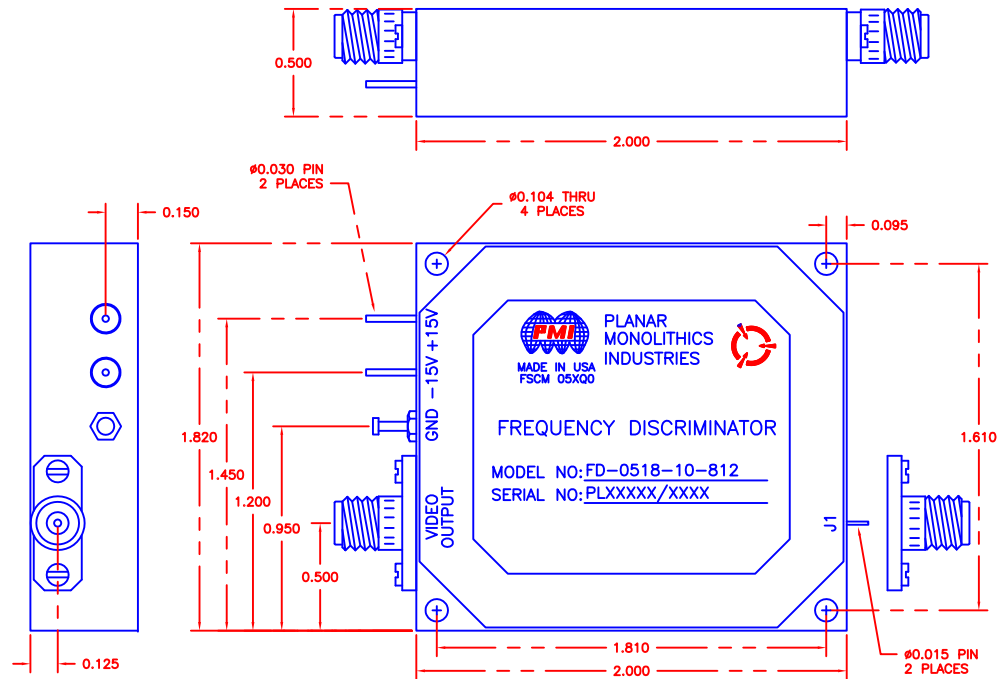 0.500
2.000
ø0.030 PIN
2 PLACES
ø0.104 THRU
4 PLACES
0.150
0.095
+15V
-15V
GND
VIDEO
OUTPUT
PMI
MADE IN USA
FSCM 05XQ0
PLANAR
MONOLITHICS
INDUSTRIES
FREQUENCY DISCRIMINATOR
MODEL NO: FD-0518-10-812
SERIAL NO: PLXXXXX/XXXX
J1
1.820
1.450
1.200
0.950
0.500
1.610
0.125
1.810
2.000
ø0.015 PIN
2 PLACES